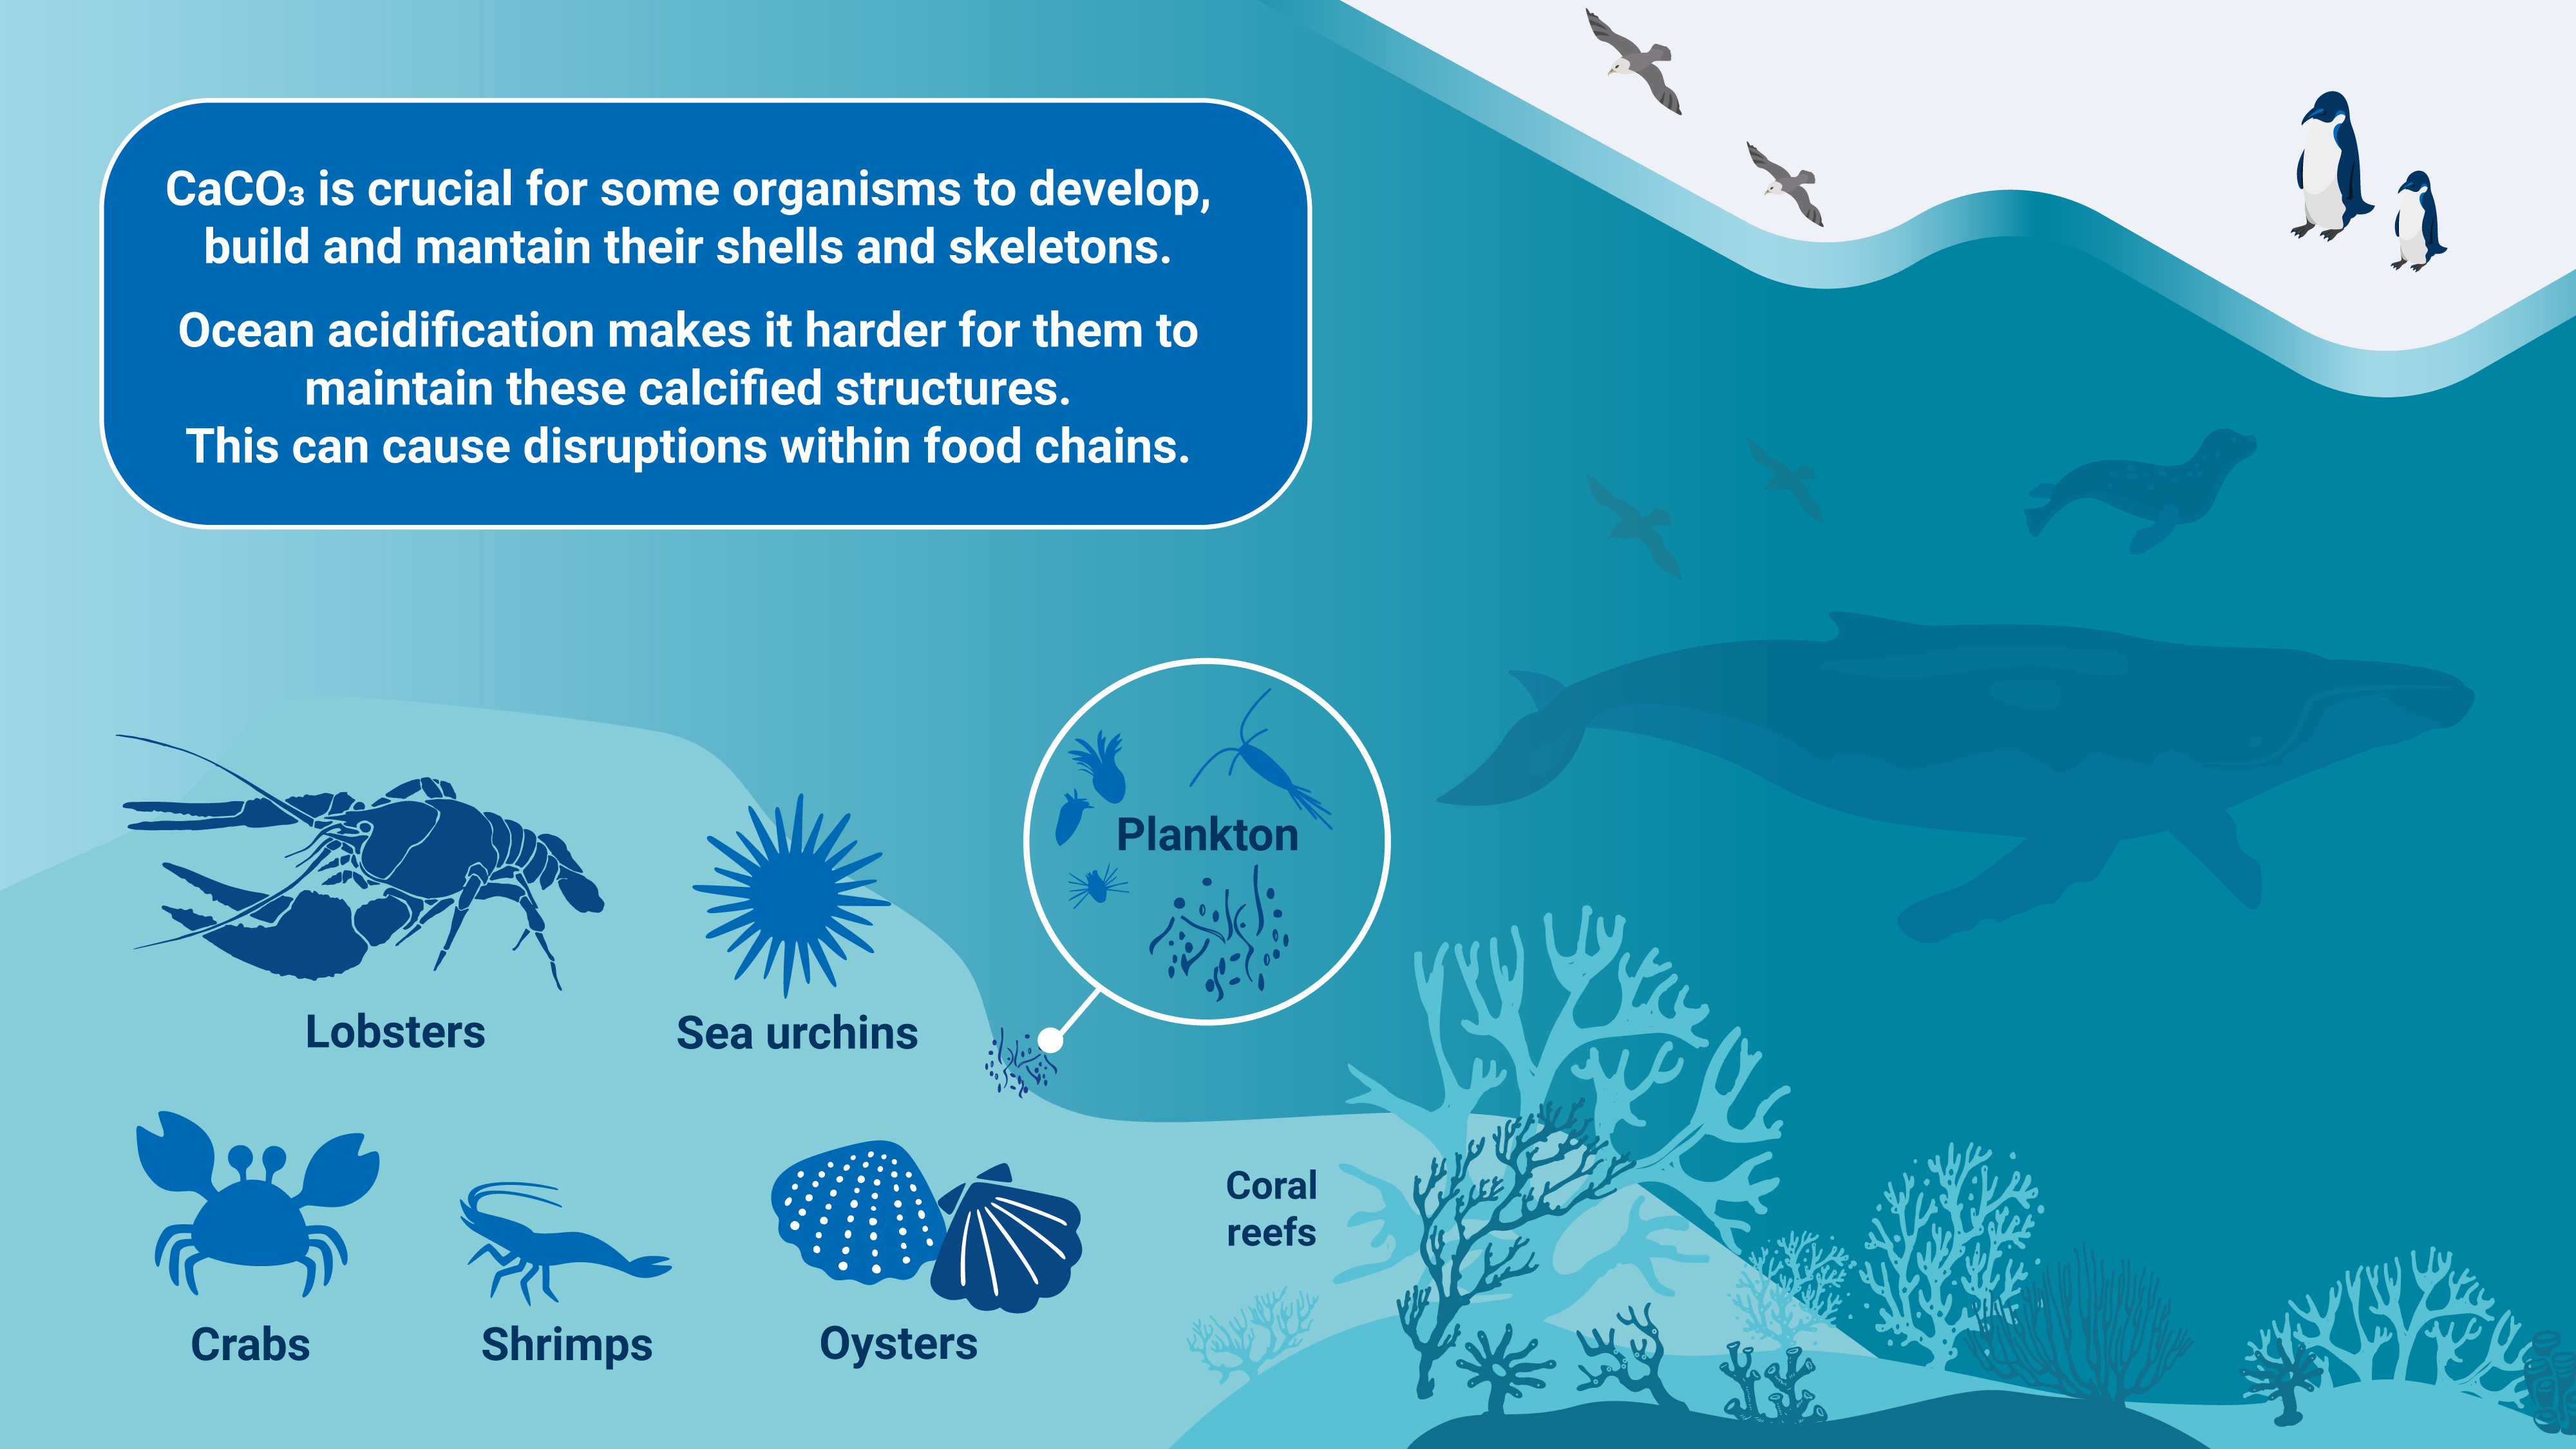 CaCO₃ is crucial for some organisms to develop,
build and mantain their shells and skeletons.
Ocean acidification makes it harder for them to
maintain these calcified structures.
This can cause disruptions within food chains.
Plankton
Lobsters
Sea urchins
Coral
reefs
Crabs
Shrimps
Oysters